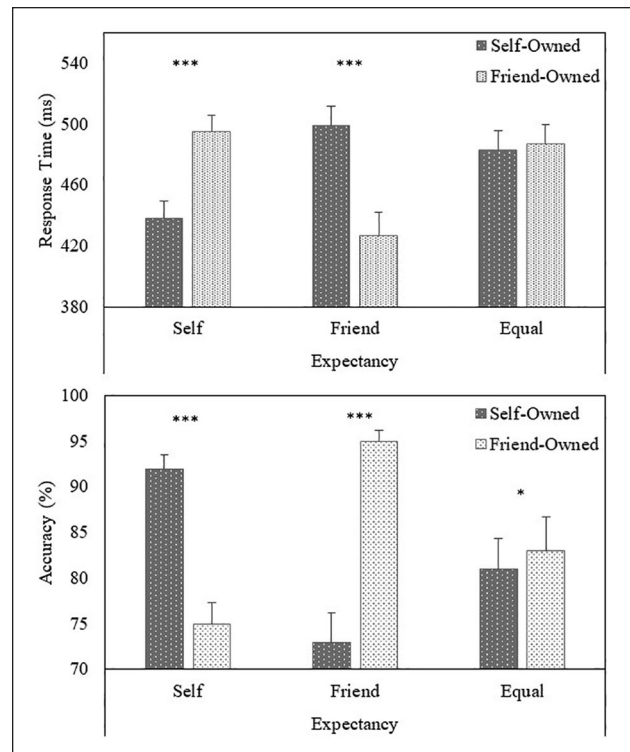 Self-Owned
Friend-Owned
***
***
Response Time (ms)
540
500
460
420
380
Self
Friend
Equal
Expectancy
Self-Owned
Friend-Owned
***
***
*
Accuracy (%)
100
95
90
85
80
75
70
Self
Friend
Equal
Expectancy